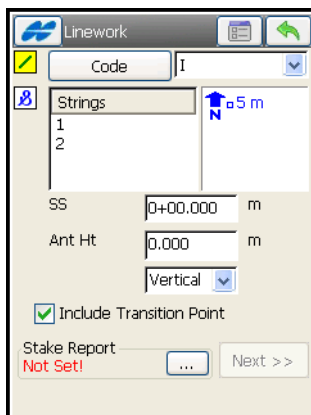 Linework
Code
I
Strings
1
2
5 m
N
SS 0+00.000 m
Ant Ht 0.000 m
Vertical
Include Transition Point
Stake Report
Not Set!
... Next >>